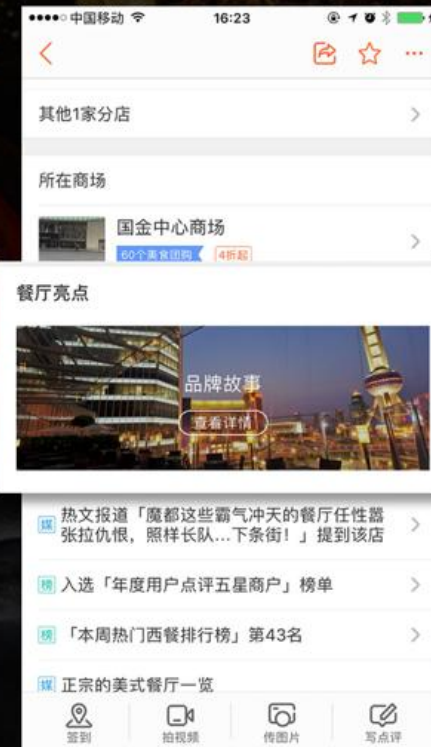 中国移动
16:23
其他1家分店
所在商场
国金中心商场
60个美食团购
4折起
餐厅亮点
品牌故事
查看详情
媒 热文报道「魔都这些霸气冲天的餐厅任性嚣
张拉仇恨，照样长队...下条街！」提到该店
榜 入选「年度用户点评五星商户」榜单
榜 「本周热门西餐排行榜」第43名
媒 正宗的美式餐厅一览
签到
拍视频
传图片
写点评